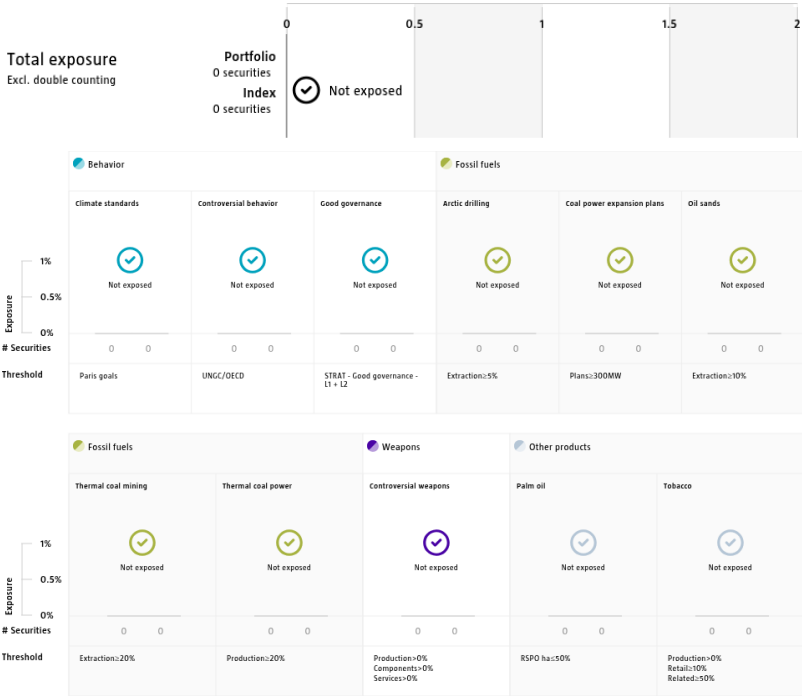 0 0.5 1 1.5 2
Total exposure
Excl. double counting
Portfolio
0 securities
Index
0 securities
Not exposed
Behavior Fossil fuels
Climate standards Controversial behavior Good governance Arctic drilling Coal power expansion plans Oil sands
Not exposed Not exposed Not exposed Not exposed Not exposed Not exposed
Exposure
1%
0.5%
0%
# Securities 0 0 0 0 0 0 0 0 0 0 0 0
Threshold Paris goals UNGC/OECD STRAT - Good governance - Extraction≥5% Plans≥300MW Extraction≥10%
L1 + L2
Fossil fuels Weapons Other products
Thermal coal mining Thermal coal power Controversial weapons Palm oil Tobacco
Not exposed Not exposed Not exposed Not exposed Not exposed
Exposure
1%
0.5%
0%
# Securities 0 0 0 0 0 0 0 0 0 0
Threshold Extraction≥20% Production≥20% Production>0% RSPO ha≤50% Production>0%
Components>0% Retail≥10%
Services>0% Related≥50%